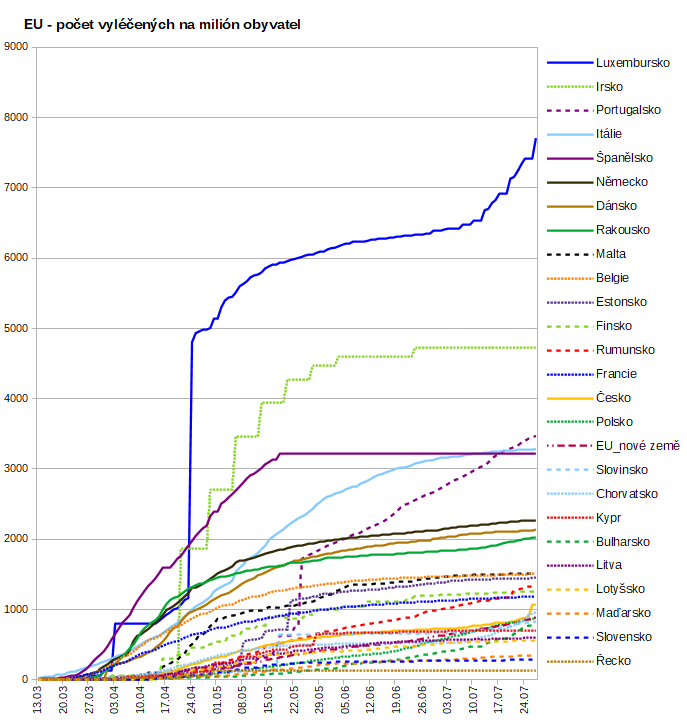 EU - počet vyléčených na milión obyvatel
9000
8000
7000
6000
5000
4000
3000
2000
1000
0
13.03
20.03
27.03
03.04
10.04
17.04
24.04
01.05
08.05
15.05
22.05
29.05
05.06
12.06
19.06
26.06
03.07
10.07
17.07
24.07
Luxembursko
Irsko
Portugalsko
Itálie
Španělsko
Německo
Dánsko
Rakousko
Malta
Belgie
Estonsko
Finsko
Rumunsko
Francie
Česko
Polsko
EU_nové země
Slovinsko
Chorvatsko
Kypr
Bulharsko
Litva
Lotyšsko
Maďarsko
Slovensko
Řecko